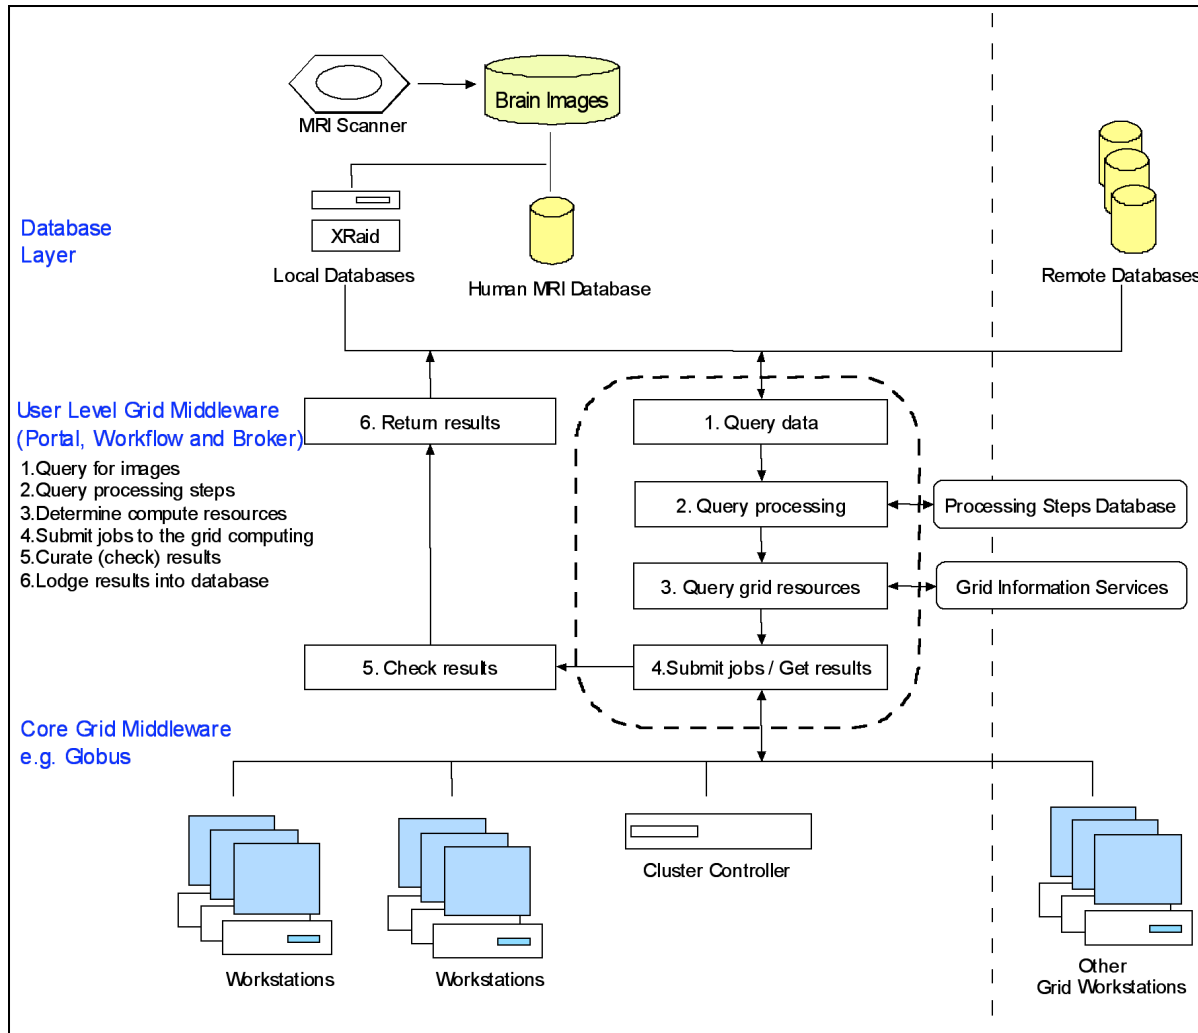 Brain Images
MRI Scanner
Database
Layer
XRaid
Local Databases
Human MRI Database
Remote Databases
User Level Grid Middleware
(Portal, Workflow and Broker)
1.Query for images
2.Query processing steps
3.Determine compute resources
4.Submit jobs to the grid computing
5.Curate (check) results
6.Lodge results into database
6. Return results
1. Query data
2. Query processing
Processing Steps Database
3. Query grid resources
Grid Information Services
5. Check results
4.Submit jobs / Get results
Core Grid Middleware
e.g. Globus
Cluster Controller
Workstations
Workstations
Other
Grid Workstations